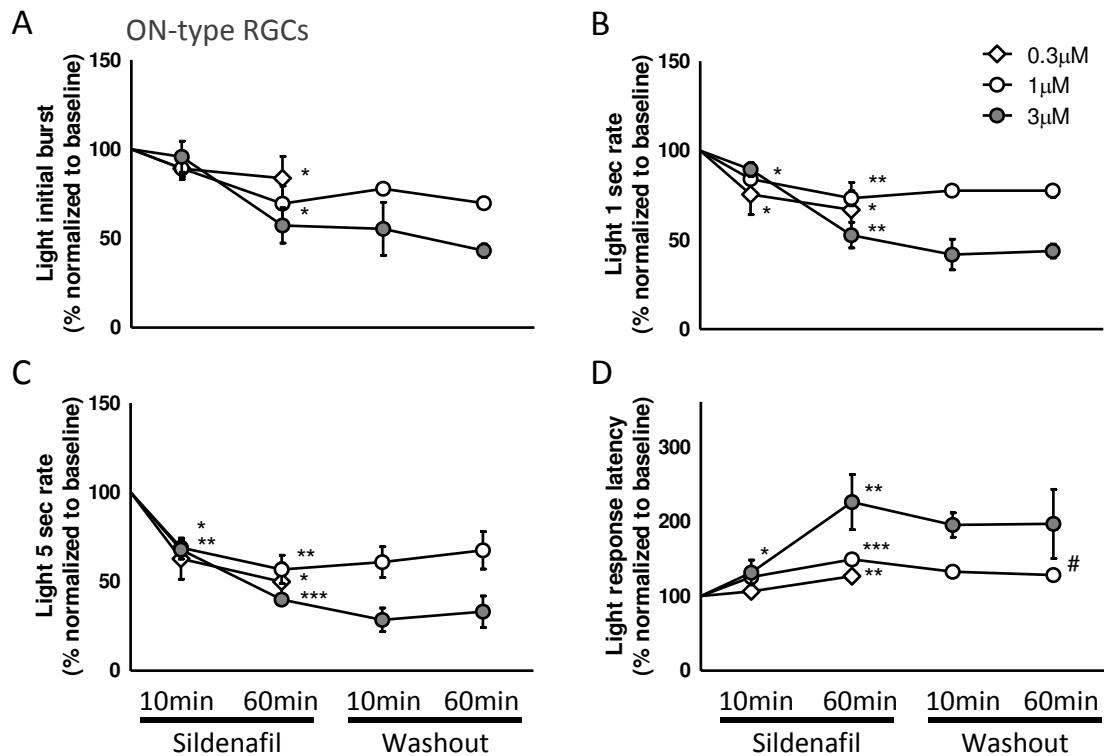 A
ON-type RGCs
Light initial burst
(% normalized to baseline)
150
100
50
0
*
*
B
Light 1 sec rate
(% normalized to baseline)
150
100
50
0
0.3μM
1μM
3μM
*
*
**
*
**
C
Light 5 sec rate
(% normalized to baseline)
150
100
50
0
*
**
**
*
***
10min 60min 10min 60min
Sildenafil Washout
D
Light response latency
(% normalized to baseline)
300
200
100
0
*
**
***
**
#
10min 60min 10min 60min
Sildenafil Washout